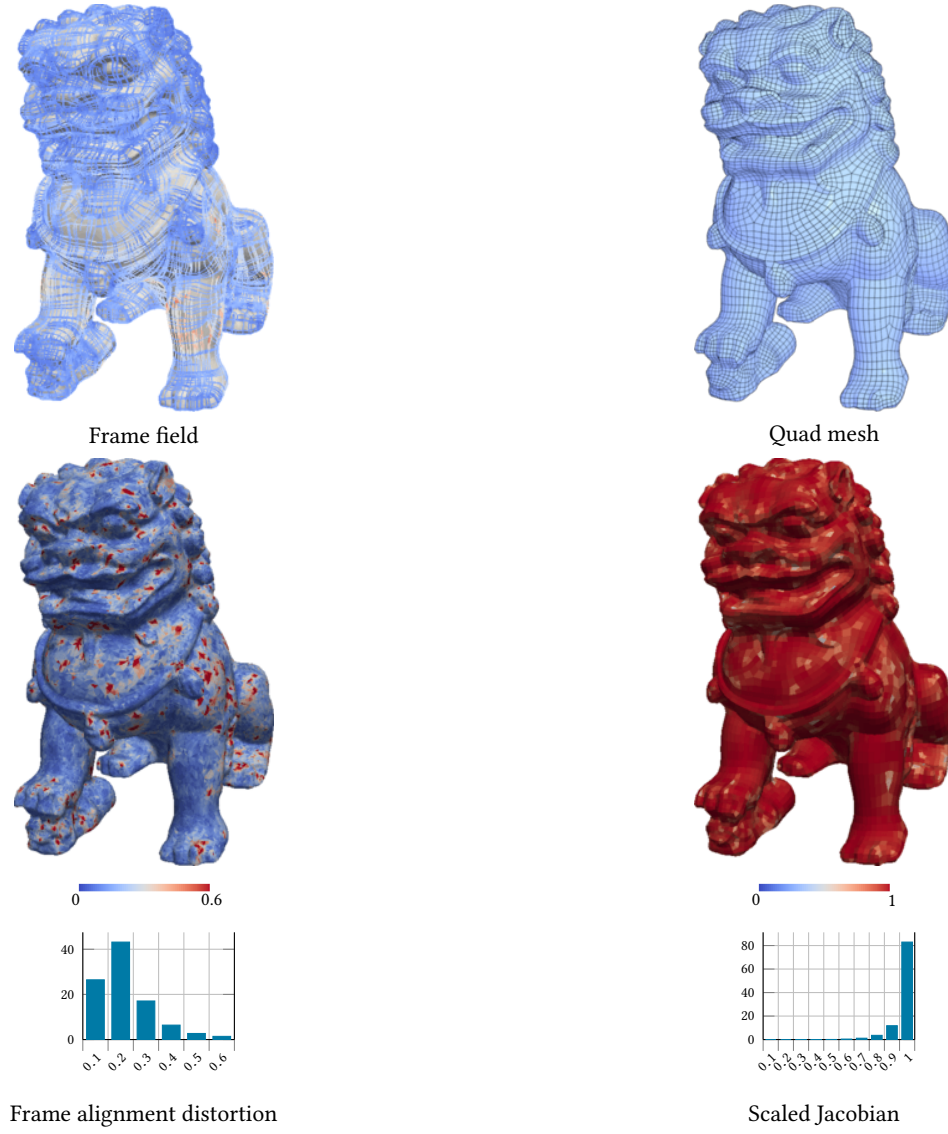 Frame field
Quad mesh
0
0.6
0
1
40
20
0
0.1 0.2 0.3 0.4 0.5 0.6
80
60
40
20
0
0.1 0.2 0.3 0.4 0.5 0.6 0.7 0.8 0.9 1
Frame alignment distortion
Scaled Jacobian